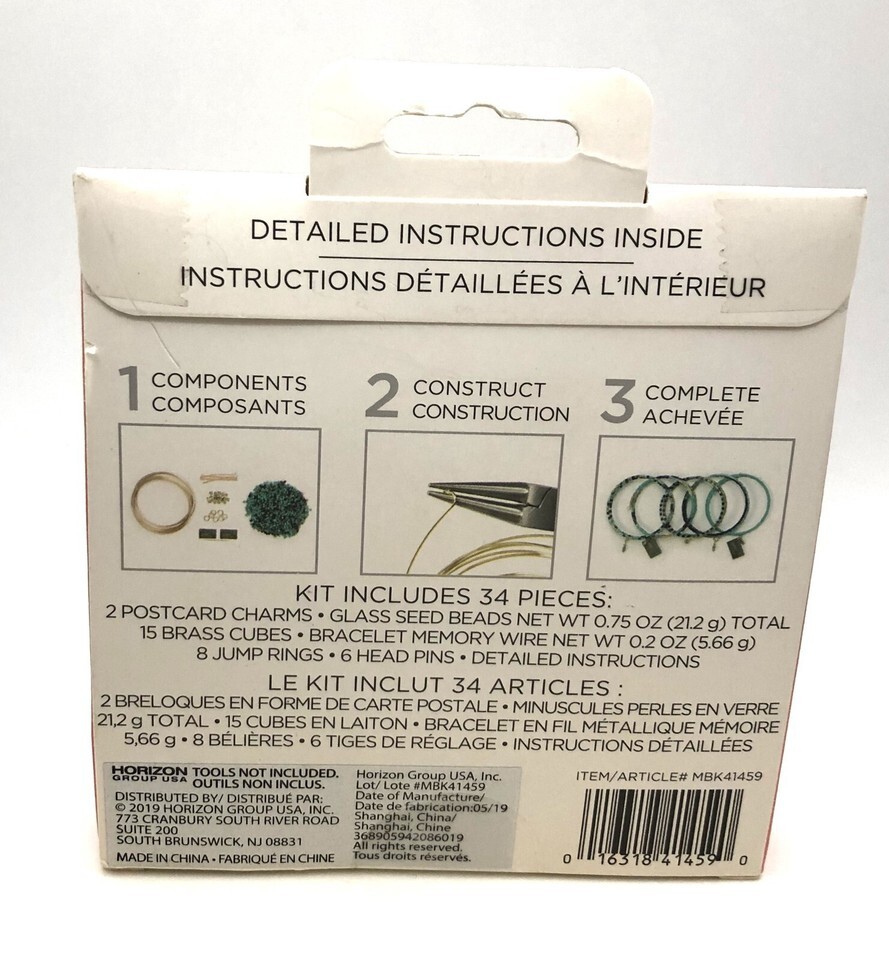 DETAILED INSTRUCTIONS INSIDE
INSTRUCTIONS DÉTAILLÉES À L'INTÉRIEUR
1 COMPONENTS
COMPOSANTS
2 CONSTRUCT
CONSTRUCTION
3 COMPLETE
ACHEVÉE
KIT INCLUDES 34 PIECES:
2 POSTCARD CHARMS • GLASS SEED BEADS NET WT 0.75 OZ (21.2 g) TOTAL
15 BRASS CUBES • BRACELET MEMORY WIRE NET WT 0.2 OZ (5.66 g)
8 JUMP RINGS • 6 HEAD PINS • DETAILED INSTRUCTIONS
LE KIT INCLUT 34 ARTICLES :
2 BRELOQUES EN FORME DE CARTE POSTALE • MINUSCULES PERLES EN VERRE
21,2 g TOTAL • 15 CUBES EN LAITON • BRACELET EN FIL MÉTALLIQUE MÉMOIRE
5,66 g • 8 BÉLIÈRES • 6 TIGES DE RÉGLAGE • INSTRUCTIONS DÉTAILLÉES
HORIZON GROUP USA
TOOLS NOT INCLUDED.
OUTILS NON INCLUS.
DISTRIBUTED BY/ DISTRIBUÉ PAR:
© 2019 HORIZON GROUP USA, INC.
773 CRANBURY SOUTH RIVER ROAD
SUITE 200
SOUTH BRUNSWICK, NJ 08831
MADE IN CHINA • FABRIQUÉ EN CHINE
Horizon Group USA, Inc.
Lot/ Lote #MBK41459
Date of Manufacture/
Date de fabrication:05/19
Shanghai, China/
Shanghai, Chine
368905942086019
All rights reserved.
Tous droits réservés.
ITEM/ARTICLE# MBK41459
0 16318 41459 0